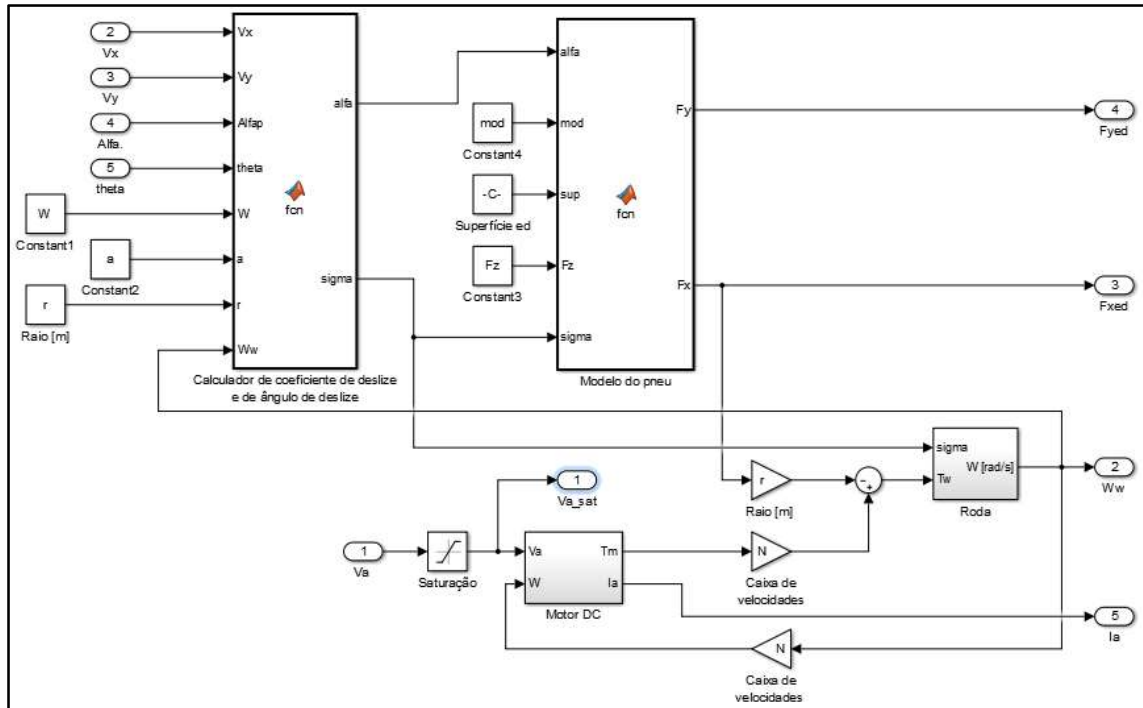 2
Vx
3
Vy
4
Alfa.
5
theta
W
Constant1
a
Constant2
r
Raio [m]
Vx
Vy
Alfap
theta
W
a
r
Ww
fcn
alfa
sigma
Calculador de coeficiente de deslize
e de ângulo de deslize
mod
Constant4
-C-
Superfície ed
Fz
Constant3
alfa
mod
sup
Fz
sigma
fcn
Fy
Fx
Modelo do pneu
4
Fyed
3
Fxed
sigma
Tw
W [rad/s]
Roda
2
Ww
r
Raio [m]
-
+
1
Va_sat
1
Va
Saturação
Va
W
Tm
Ia
Motor DC
N
Caixa de
velocidades
5
Ia
N
Caixa de
velocidades